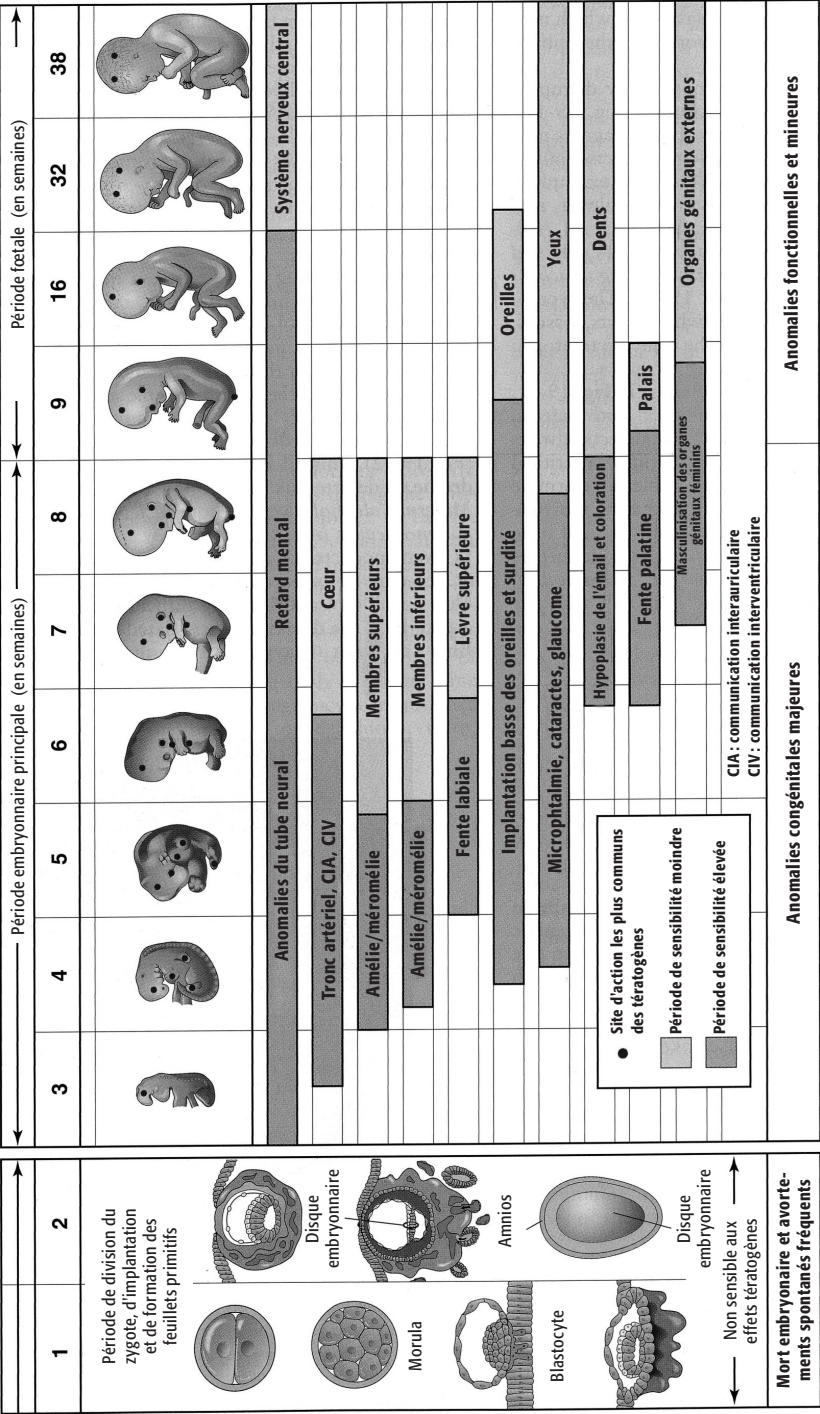 Période embryonnaire principale (en semaines)
Période fœtale (en semaines)
1
2
3
4
5
6
7
8
9
16
32
38
Période de division du
zygote, d'implantation
et de formation des
feuillets primitifs
Disque
embryonnaire
Morula
Amnios
Blastocyte
Disque
embryonnaire
Non sensible aux
effets tératogènes
Mort embryonaire et avorte-
ments spontanés fréquents
Anomalies du tube neural
Retard mental
Système nerveux central
Tronc artériel, CIA, CIV
Cœur
Amélie/méromélie
Membres supérieurs
Amélie/méromélie
Membres inférieurs
Fente labiale
Lèvre supérieure
Implantation basse des oreilles et surdité
Oreilles
Microphtalmie, cataractes, glaucome
Yeux
Hypoplasie de l'émail et coloration
Dents
Fente palatine
Palais
Masculinisation des organes
génitaux féminins
Organes génitaux externes
Site d'action les plus communs
des tératogènes
Période de sensibilité moindre
Période de sensibilité élevée
CIA : communication interauriculaire
CIV : communication interventriculaire
Anomalies congénitales majeures
Anomalies fonctionnelles et mineures